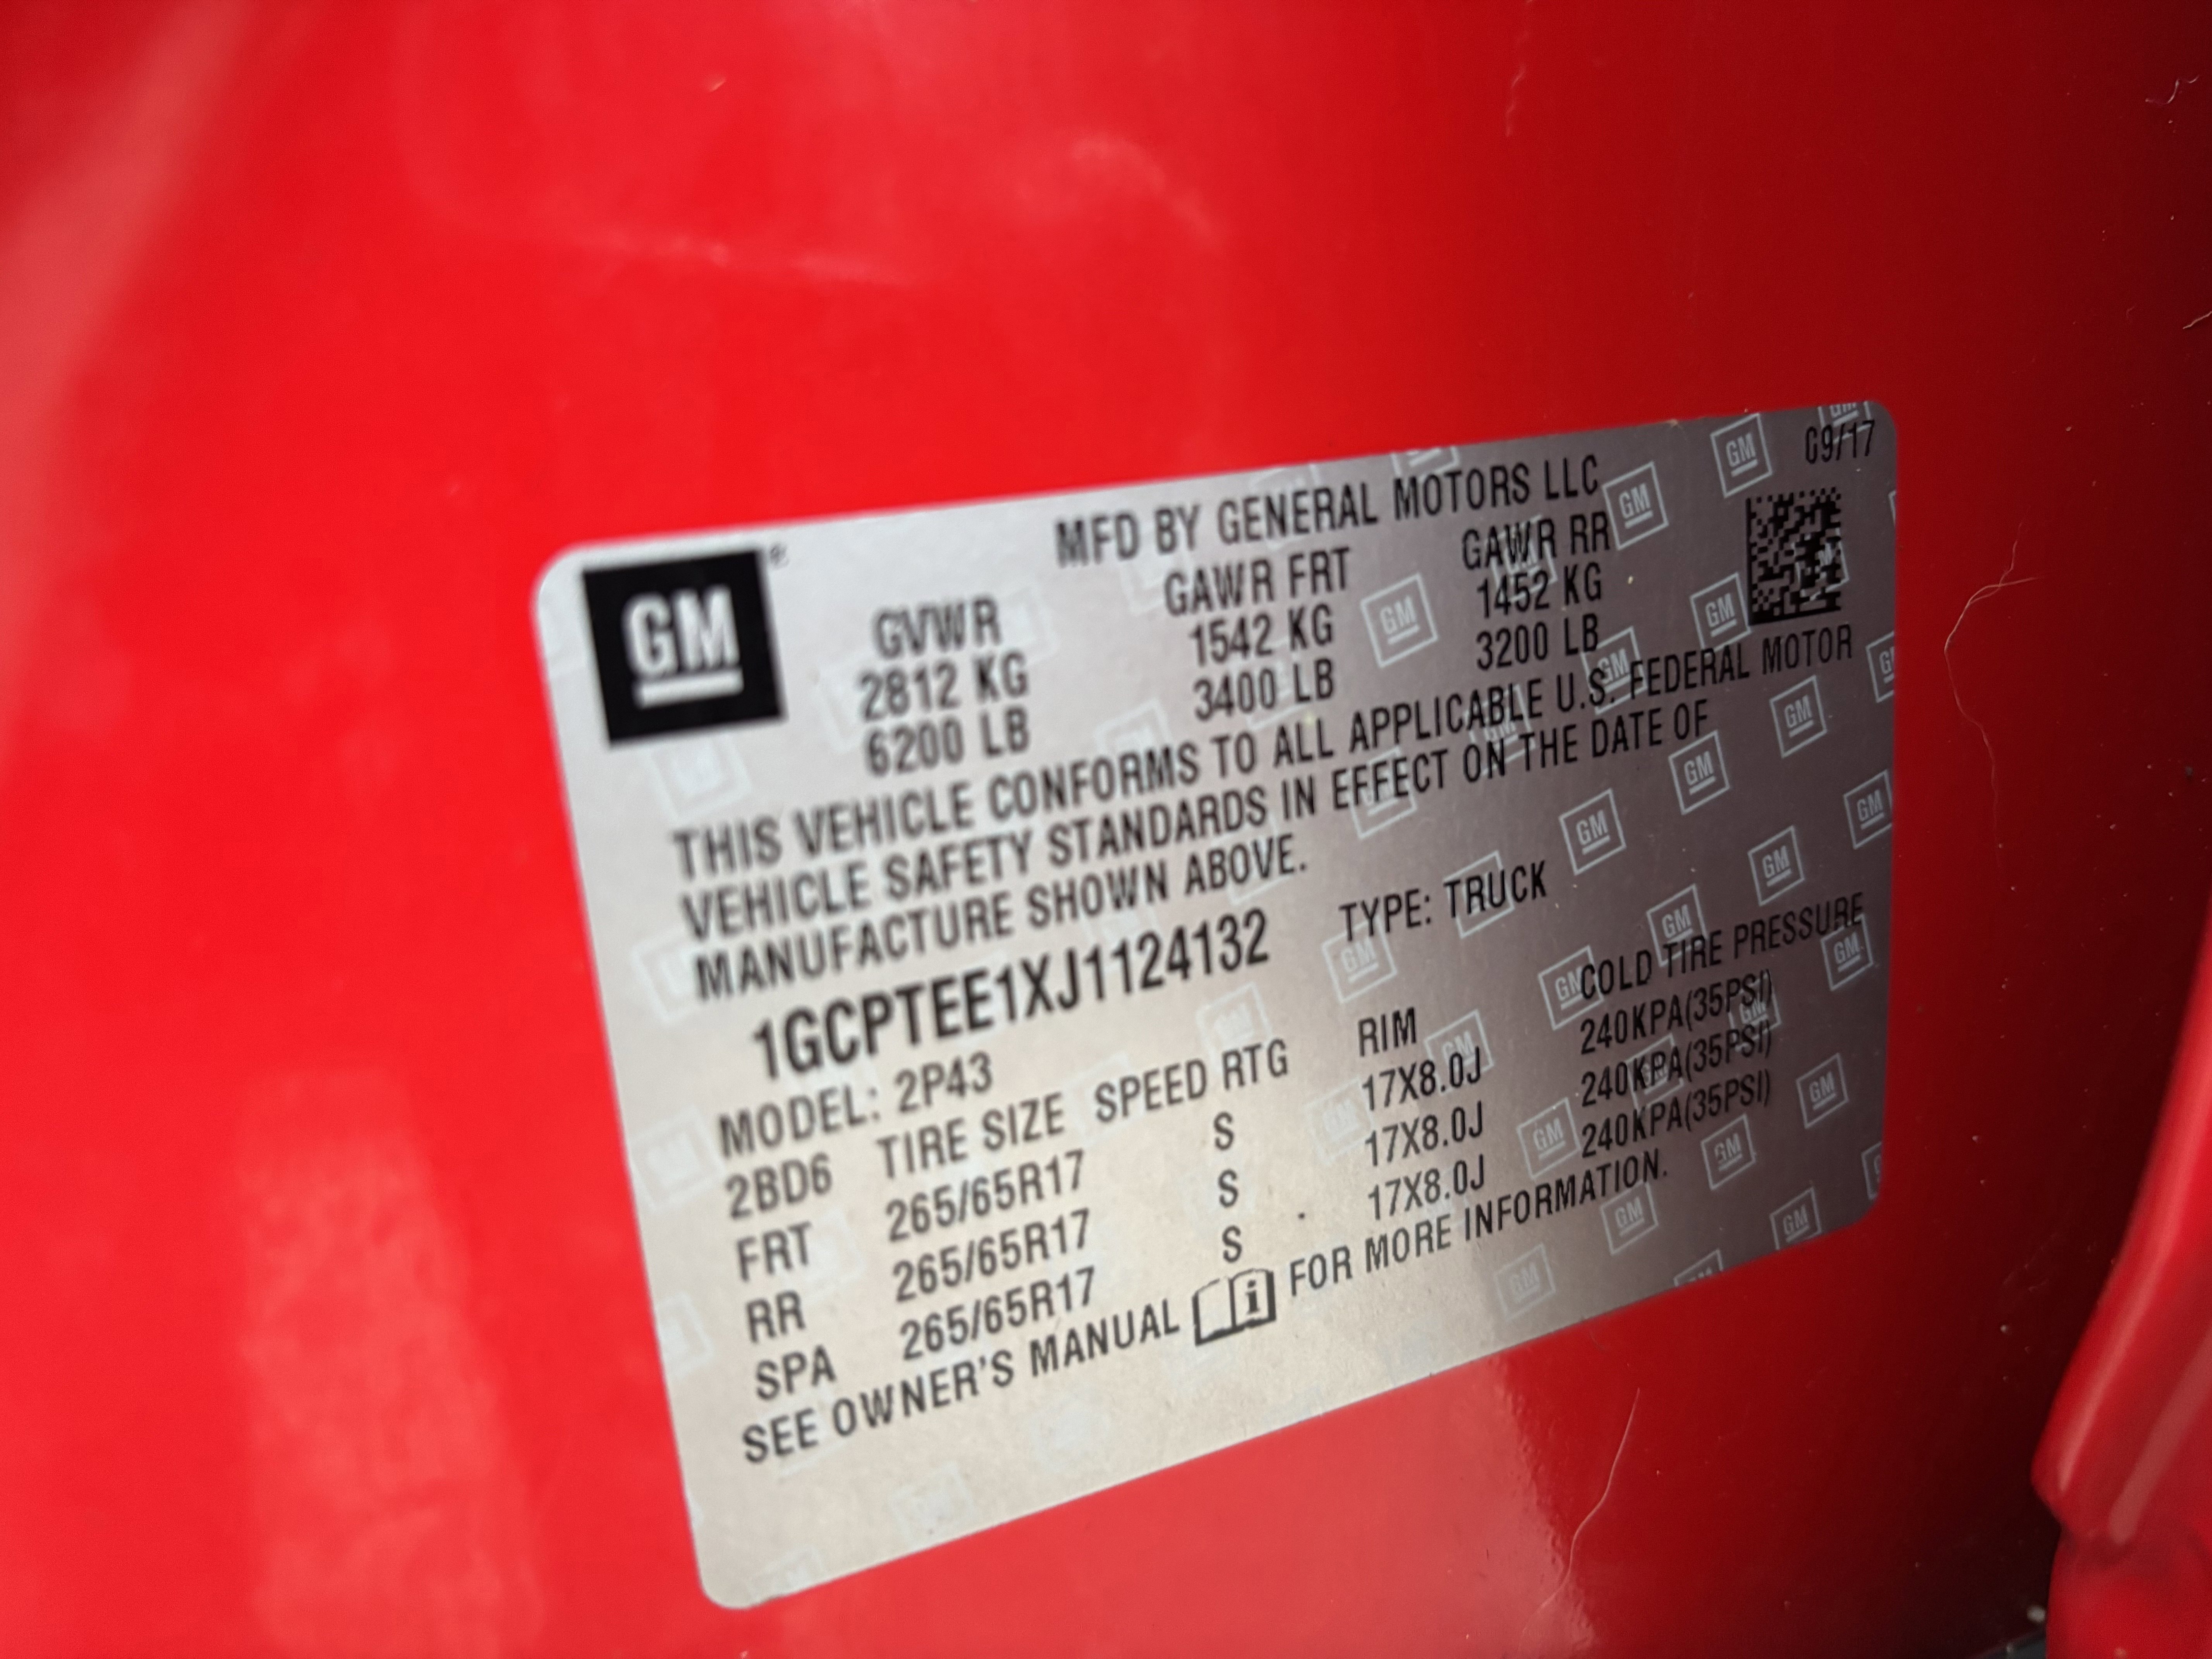 09/17
MFD BY GENERAL MOTORS LLC
GM®
GVWR GAWR FRT GAWR RR
2812 KG 1542 KG 1452 KG
6200 LB 3400 LB 3200 LB
THIS VEHICLE CONFORMS TO ALL APPLICABLE U.S. FEDERAL MOTOR
VEHICLE SAFETY STANDARDS IN EFFECT ON THE DATE OF
MANUFACTURE SHOWN ABOVE.
1GCPTEE1XJ1124132 TYPE: TRUCK
MODEL: 2P43
2BD6 TIRE SIZE SPEED RTG RIM COLD TIRE PRESSURE
FRT 265/65R17 S 17X8.0J 240KPA(35PSI)
RR 265/65R17 S 17X8.0J 240KPA(35PSI)
SPA 265/65R17 S 17X8.0J 240KPA(35PSI)
SEE OWNER'S MANUAL i FOR MORE INFORMATION.